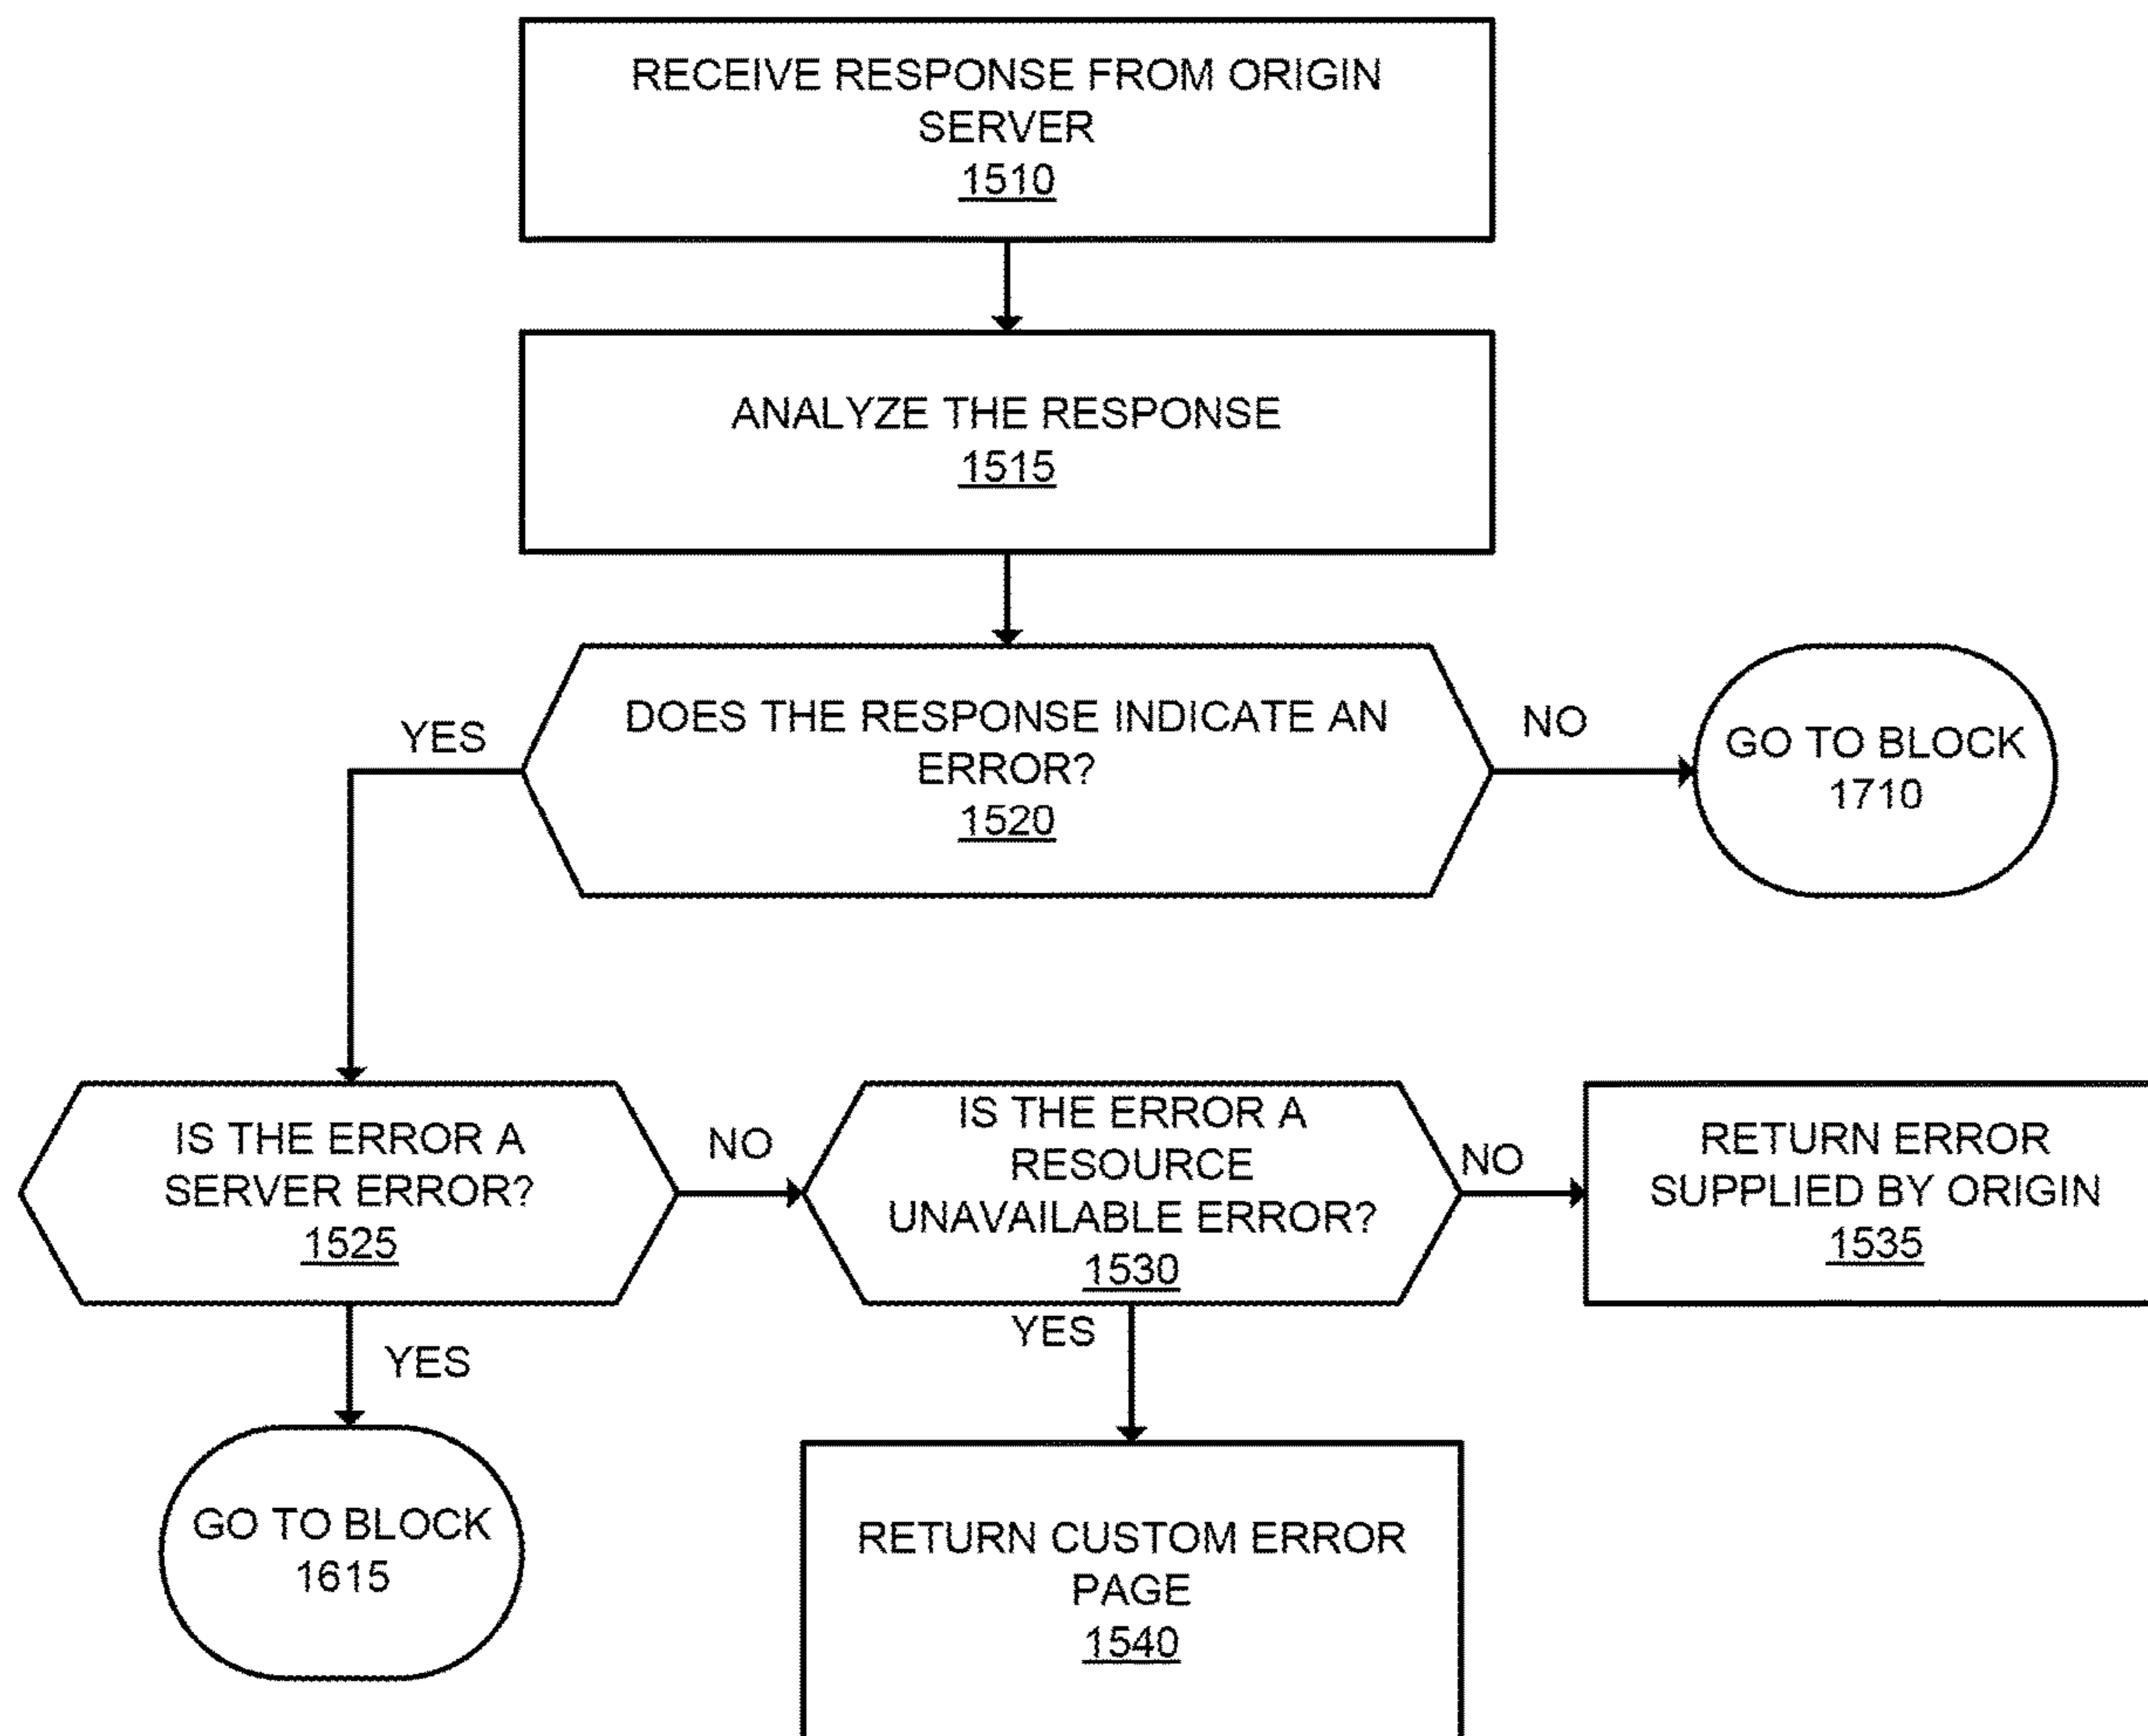 RECEIVE RESPONSE FROM ORIGIN
SERVER
1510
ANALYZE THE RESPONSE
1515
DOES THE RESPONSE INDICATE AN
ERROR?
1520
YES
NO
GO TO BLOCK
1710
IS THE ERROR A
SERVER ERROR?
1525
NO
IS THE ERROR A
RESOURCE
UNAVAILABLE ERROR?
1530
NO
RETURN ERROR
SUPPLIED BY ORIGIN
1535
YES
YES
GO TO BLOCK
1615
RETURN CUSTOM ERROR
PAGE
1540